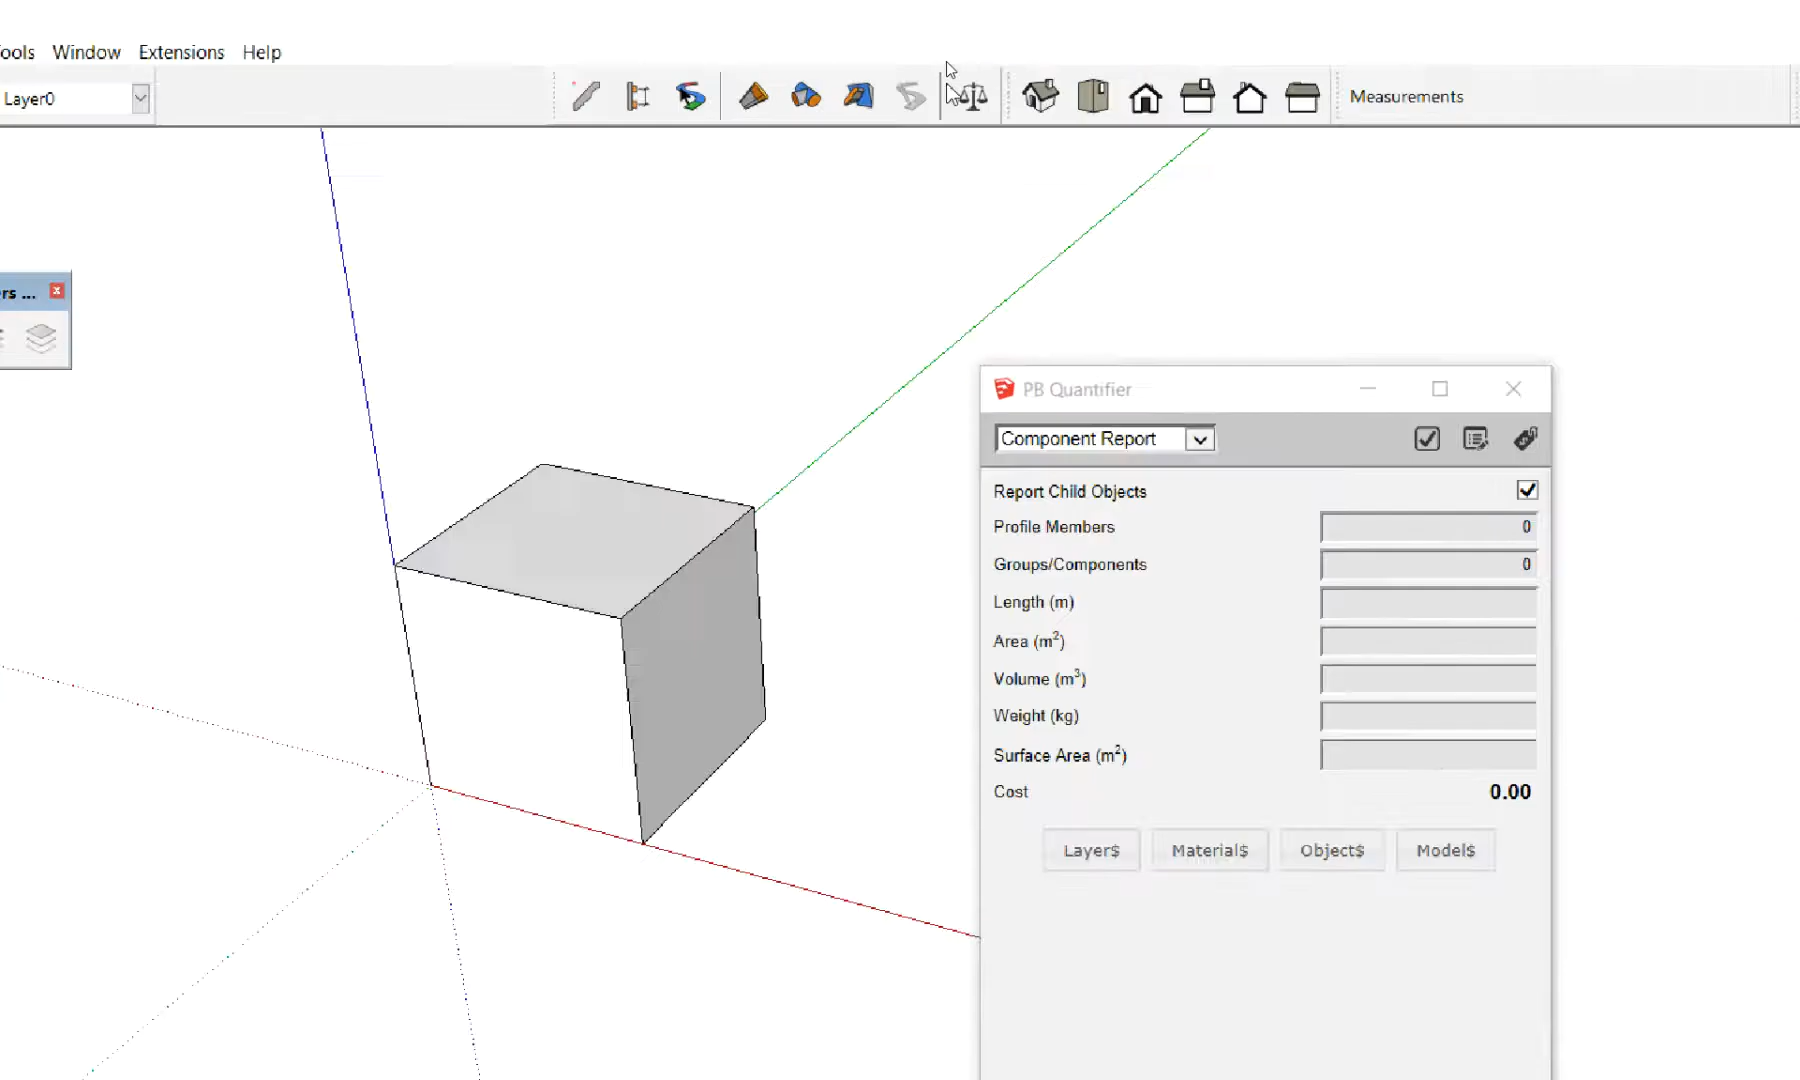 ools Window Extensions Help
Layer0
Measurements
rs ...
PB Quantifier
Component Report
Report Child Objects
Profile Members 0
Groups/Components 0
Length (m)
Area (m²)
Volume (m³)
Weight (kg)
Surface Area (m²)
Cost 0.00
Layer$ Material$ Object$ Model$